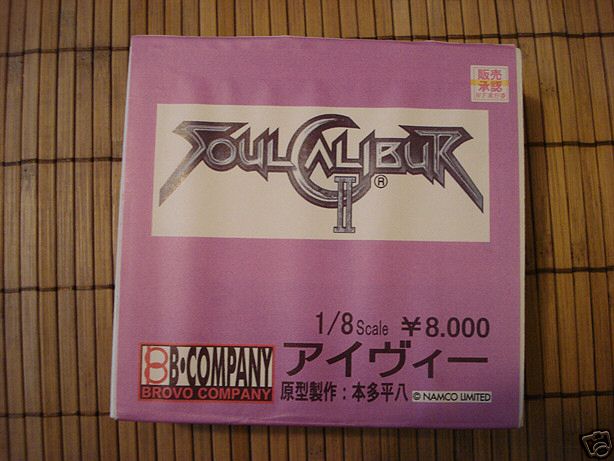 販売
承認
SOULCALIBUR
II
®
1/8 Scale ¥8.000
B·COMPANY
BROVO COMPANY
アイヴィー
原型製作：本多平八
© NAMCO LIMITED